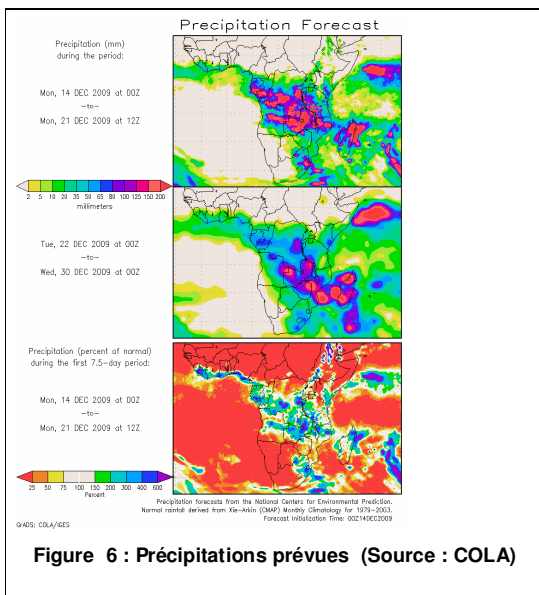 Precipitation Forecast
Precipitation (mm)
during the period:
Mon, 14 DEC 2009 at 00Z
-to-
Mon, 21 DEC 2009 at 12Z
2 5 10 20 35 50 65 80 100 125 150 200
millimeters
Tue, 22 DEC 2009 at 00Z
-to-
Wed, 30 DEC 2009 at 00Z
Precipitation (percent of normal)
during the first 7.5-day period:
Mon, 14 DEC 2009 at 00Z
-to-
Mon, 21 DEC 2009 at 12Z
25 50 75 100 150 200 300 400 600
Percent
Precipitation forecasts from the National Centers for Environmental Prediction.
Normal rainfall derived from Xie-Arkin (CMAP) Monthly Climatology for 1979-2003.
Forecast Initialization Time: 00Z14DEC2009
GrADS: COLA/IGES
Figure 6 : Précipitations prévues (Source : COLA)